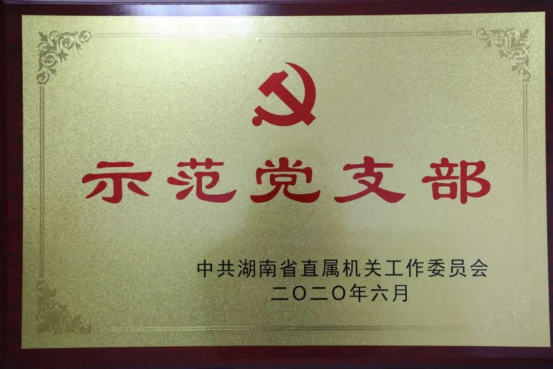 示范党支部
中共湖南省直属机关工作委员会
二〇二〇年六月